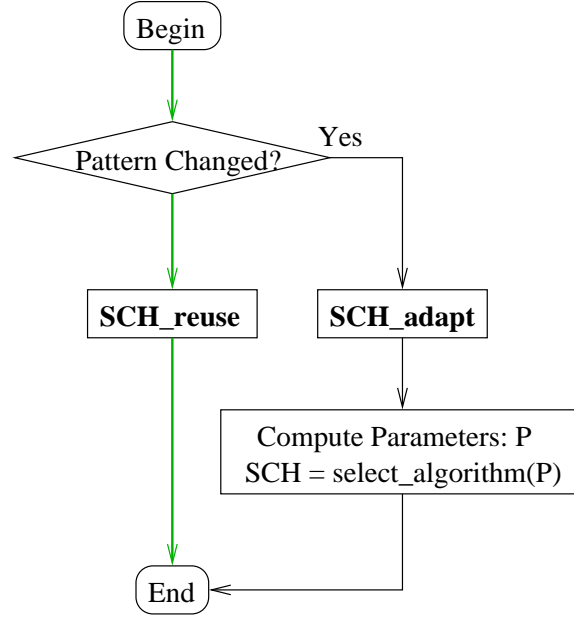 Begin
Yes
Pattern Changed?
SCH_reuse
SCH_adapt
Compute Parameters: P
SCH = select_algorithm(P)
End